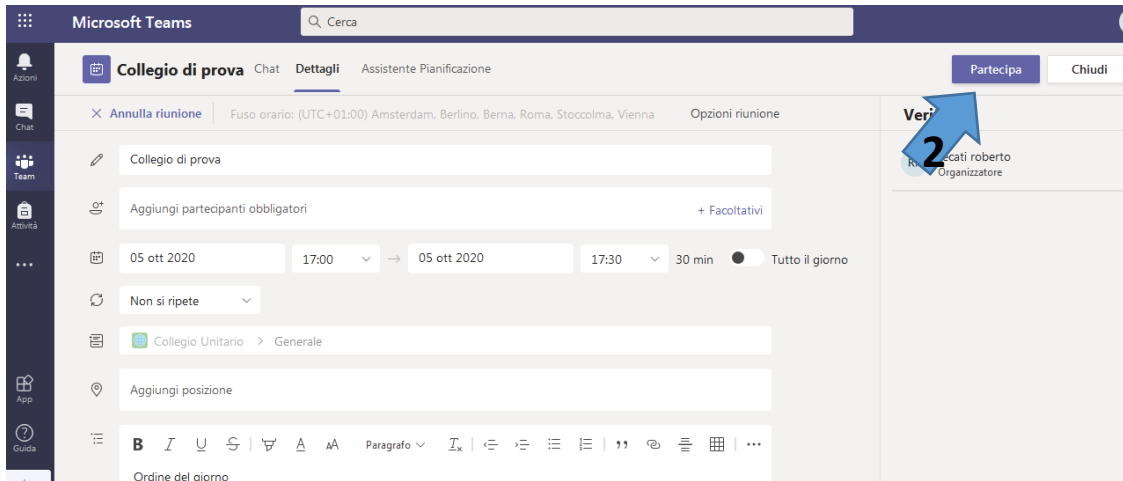 Microsoft Teams
Cerca
Azioni
Chat
Team
Attività
App
Guida
Collegio di prova Chat Dettagli Assistente Pianificazione
Partecipa Chiudi
Annulla riunione Fuso orario: (UTC+01:00) Amsterdam, Berlino, Berna, Roma, Stoccolma, Vienna Opzioni riunione
2
Collegio di prova
roberto
Organizzatore
Aggiungi partecipanti obbligatori + Facoltativi
05 ott 2020 17:00 → 05 ott 2020 17:30 30 min Tutto il giorno
Non si ripete
Collegio Unitario > Generale
Aggiungi posizione
B I U S A AA Paragrafo
Ordine del giorno